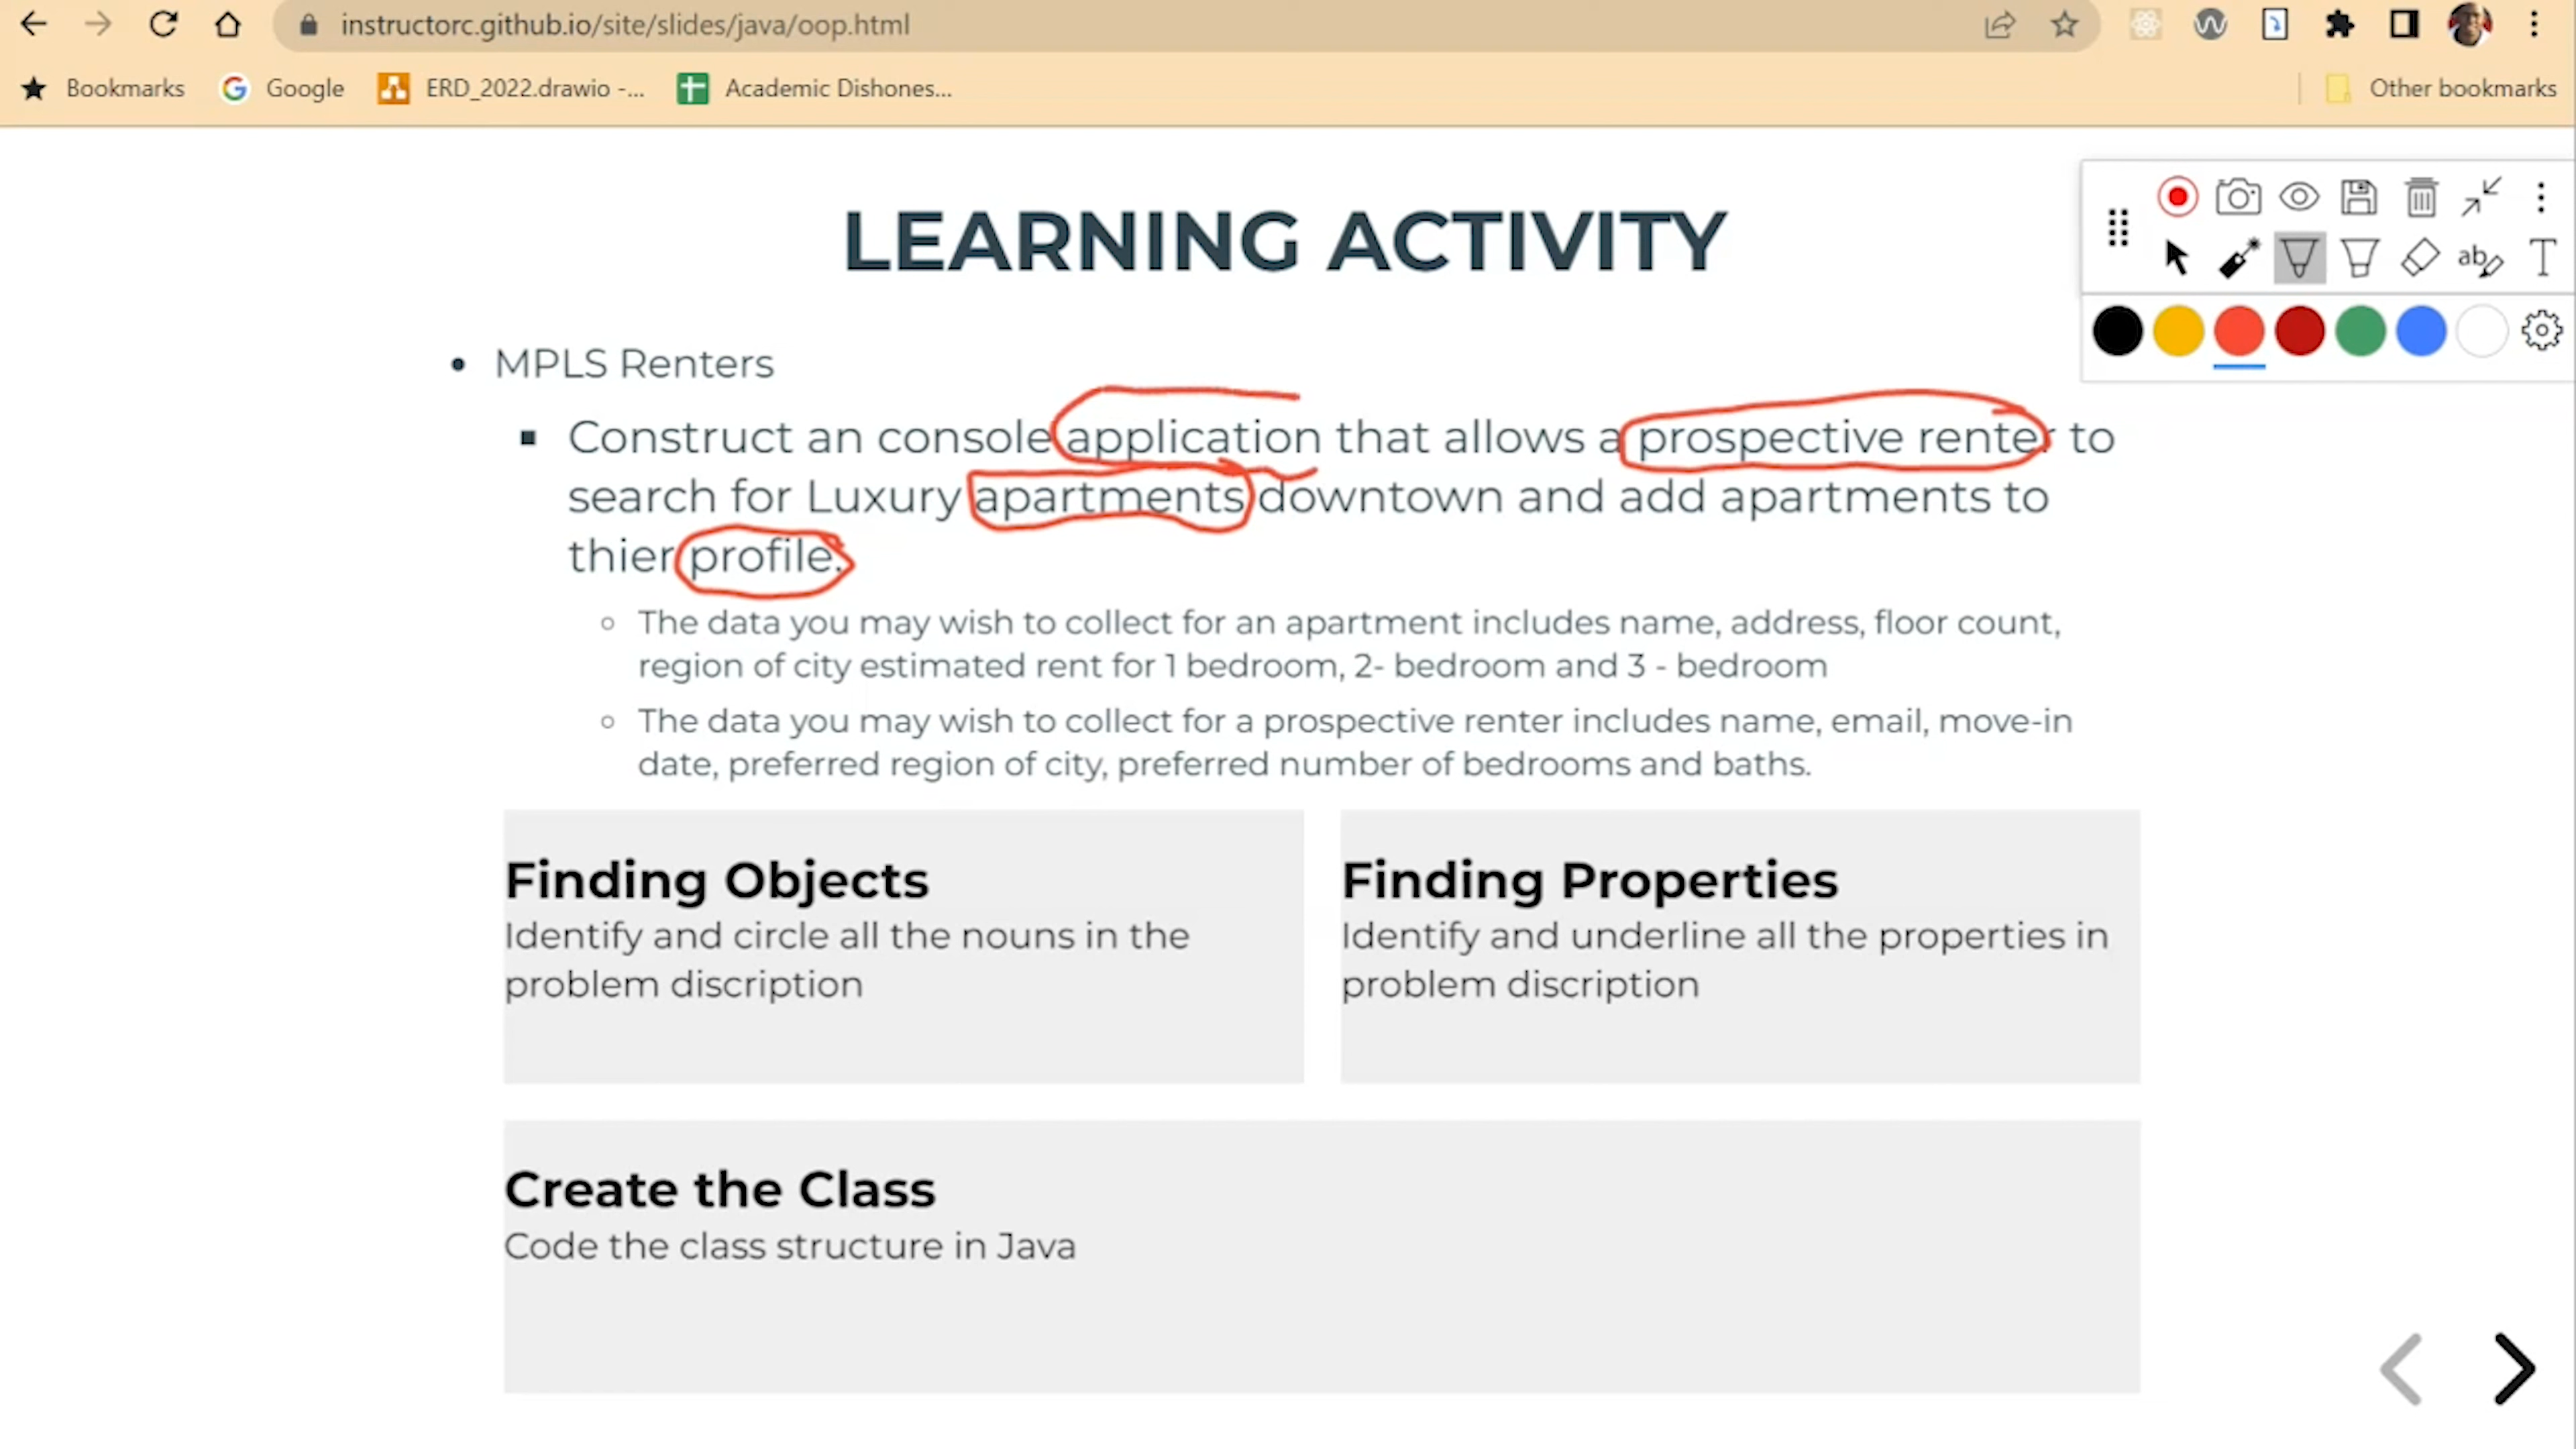 instructorc.github.io/site/slides/java/oop.html
Bookmarks Google ERD_2022.drawio -... Academic Dishones... Other bookmarks
LEARNING ACTIVITY
ab T
• MPLS Renters
▪ Construct an console application that allows a prospective renter to
search for Luxury apartments downtown and add apartments to
thier profile.
○ The data you may wish to collect for an apartment includes name, address, floor count,
region of city estimated rent for 1 bedroom, 2- bedroom and 3 - bedroom
○ The data you may wish to collect for a prospective renter includes name, email, move-in
date, preferred region of city, preferred number of bedrooms and baths.
Finding Objects
Identify and circle all the nouns in the
problem discription
Finding Properties
Identify and underline all the properties in
problem discription
Create the Class
Code the class structure in Java